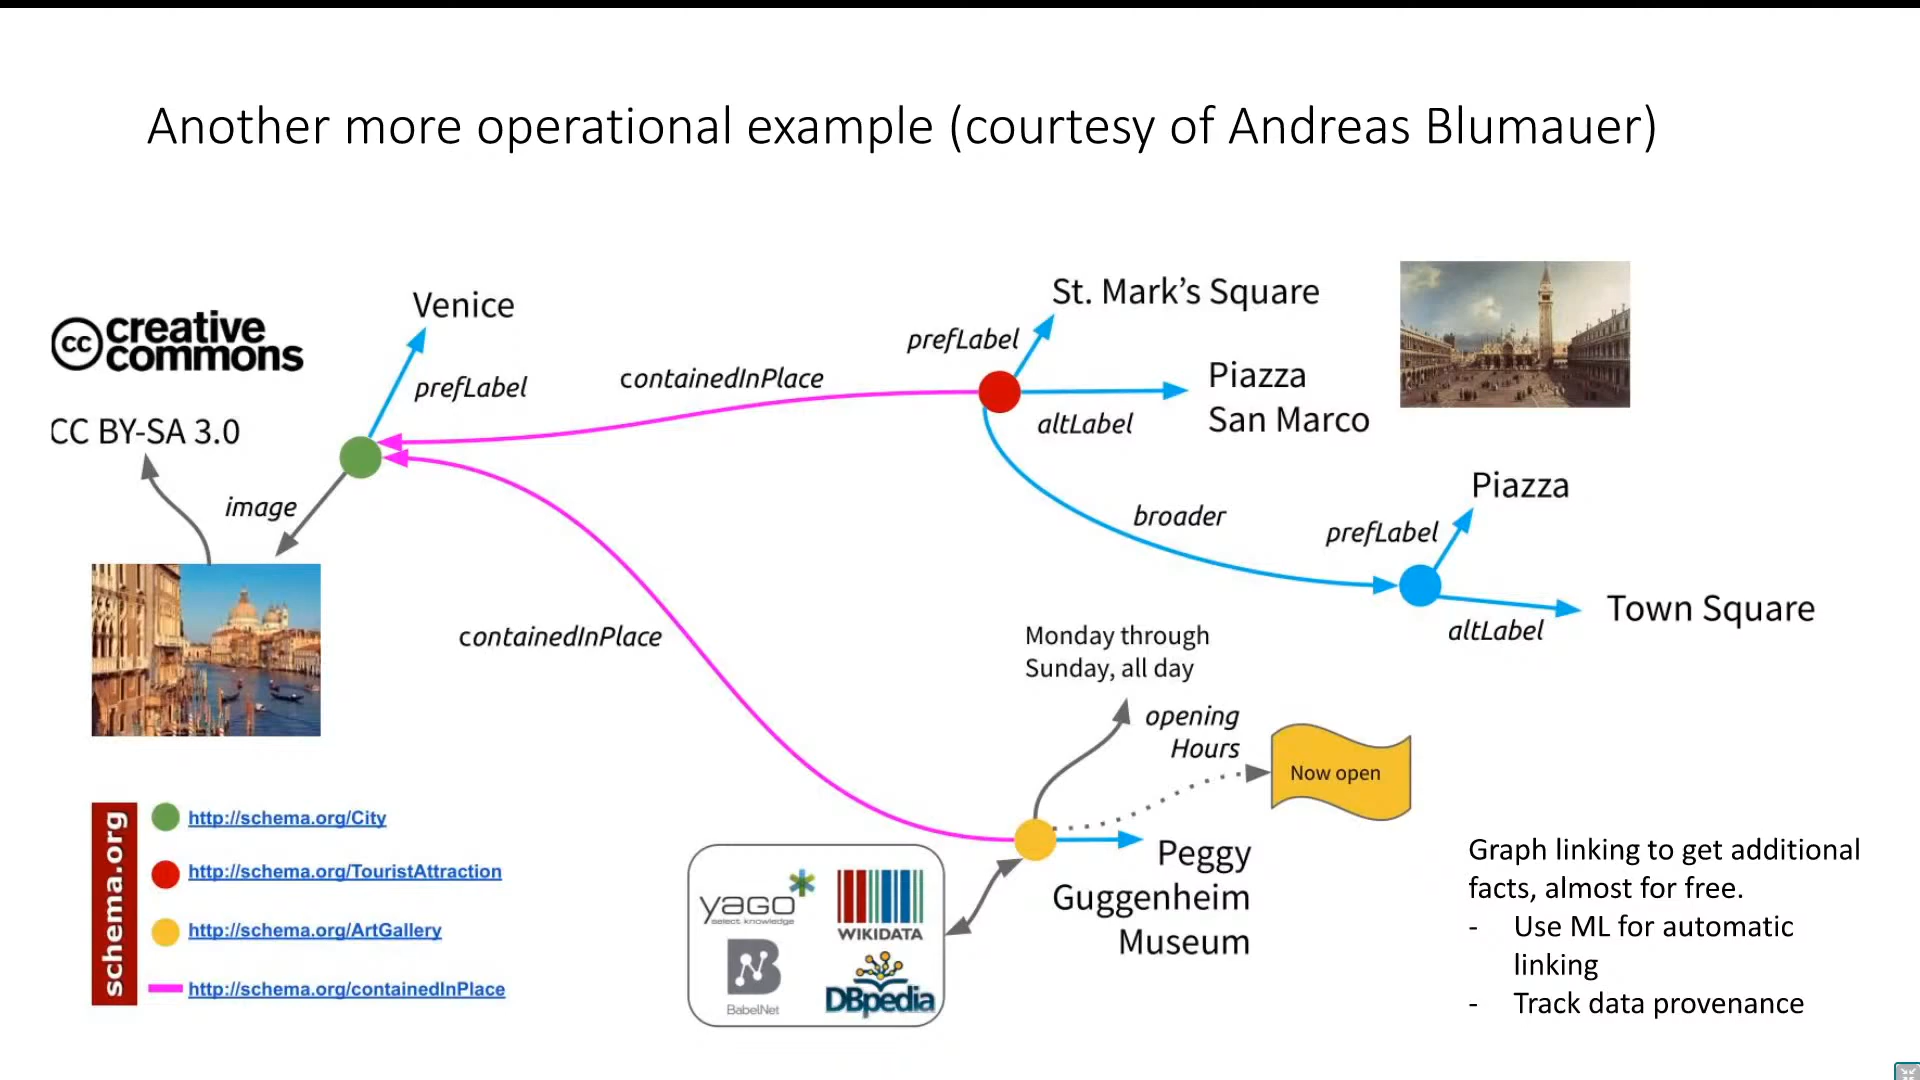 Another more operational example (courtesy of Andreas Blumauer)
cc creative
commons
CC BY-SA 3.0
image
Venice
prefLabel
containedInPlace
containedInPlace
St. Mark's Square
prefLabel
altLabel
Piazza
San Marco
broader
Piazza
prefLabel
altLabel
Town Square
Monday through
Sunday, all day
opening
Hours
Now open
Peggy
Guggenheim
Museum
schema.org
http://schema.org/City
http://schema.org/TouristAttraction
http://schema.org/ArtGallery
http://schema.org/containedInPlace
yago
select knowledge
WIKIDATA
BabelNet
DBpedia
Graph linking to get additional
facts, almost for free.
- Use ML for automatic
linking
- Track data provenance